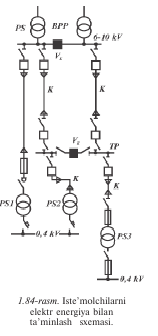 PS BPP
6-10 kV
V₁
K K
V₂ TP
K K
PS1 PS2
PS3
0,4 kV 0,4 kV
0,4 kV
1.84-rasm. Iste'molchilarni
elektr energiya bilan
ta'minlash sxemasi.